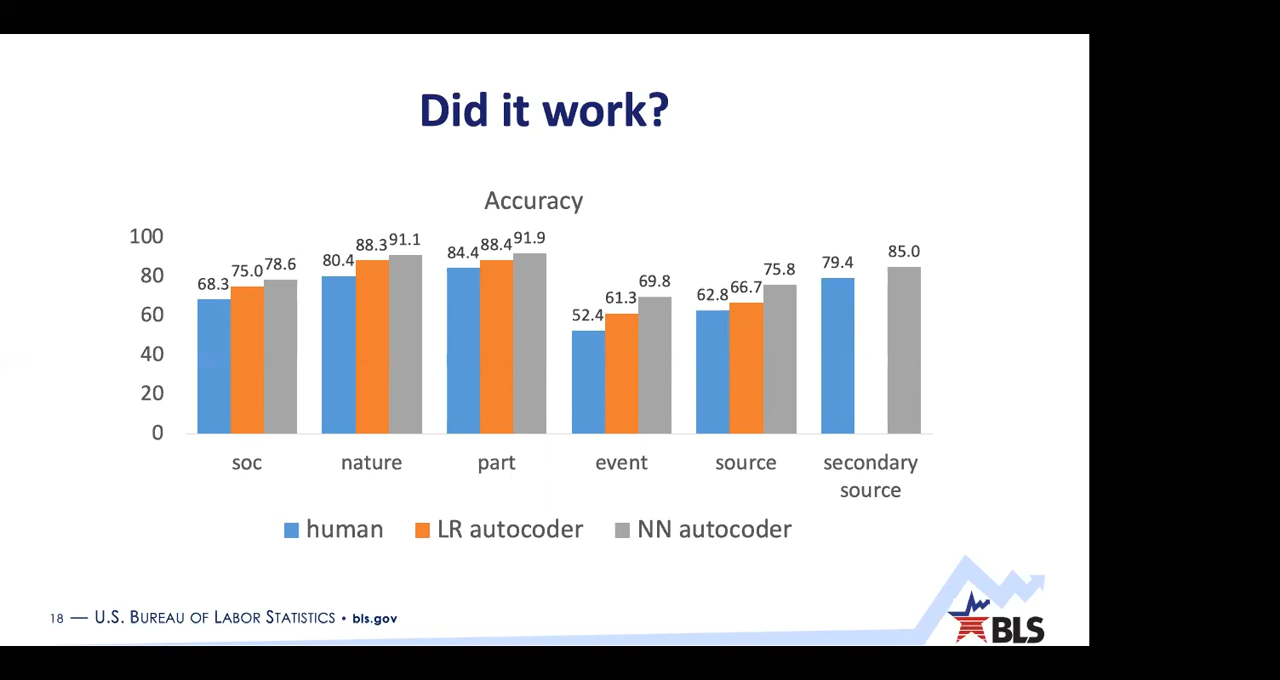 Did it work?
Accuracy
100
80
60
40
20
0
68.3 75.0 78.6
80.4 88.3 91.1
84.4 88.4 91.9
52.4 61.3 69.8
62.8 66.7 75.8
79.4 85.0
soc nature part event source secondary
source
human LR autocoder NN autocoder
18 — U.S. BUREAU OF LABOR STATISTICS • bls.gov
BLS